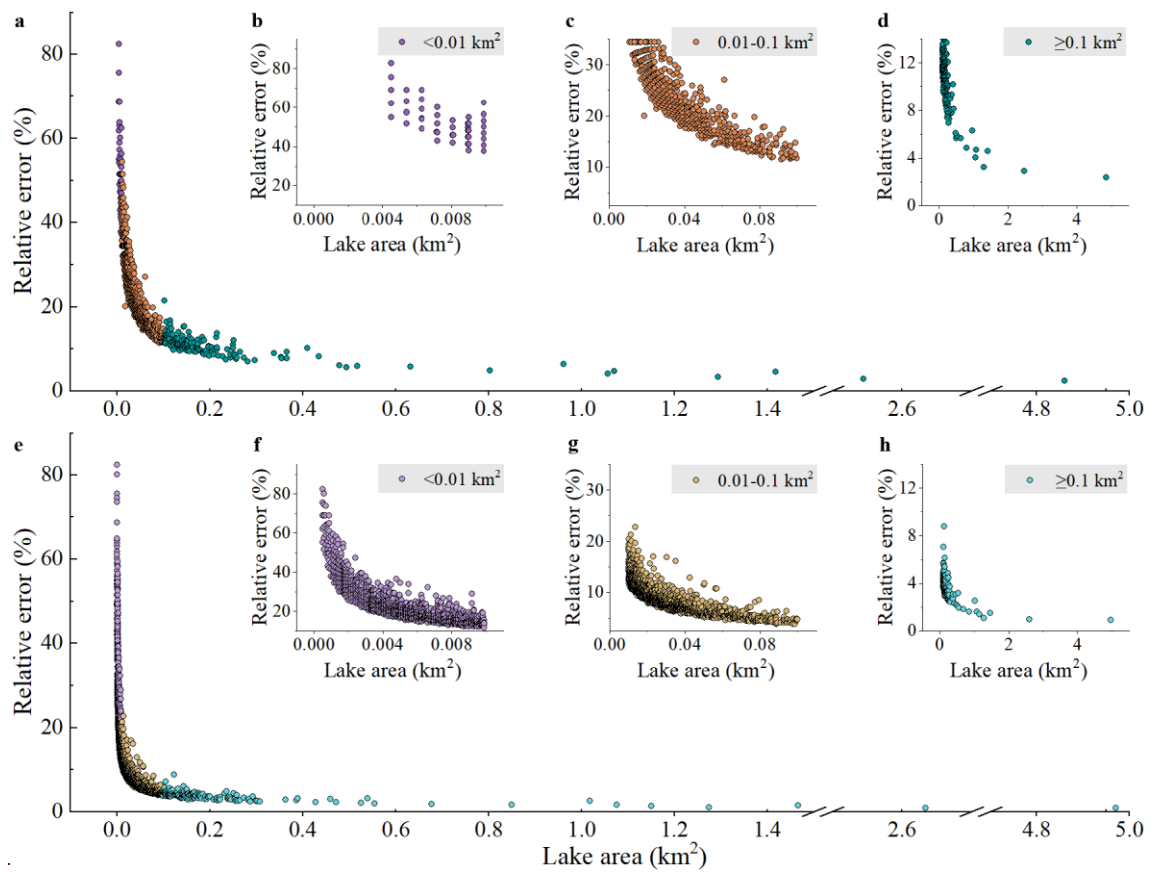 a
b
c
d
<0.01 km²
0.01-0.1 km²
≥0.1 km²
Relative error (%)
80
60
40
20
0
Relative error (%)
80
60
40
20
0.000 0.004 0.008
Lake area (km²)
Relative error (%)
30
20
10
0.00 0.04 0.08
Lake area (km²)
Relative error (%)
12
8
4
0
0 2 4
Lake area (km²)
0.0 0.2 0.4 0.6 0.8 1.0 1.2 1.4 2.6 4.8 5.0
e
f
g
h
<0.01 km²
0.01-0.1 km²
≥0.1 km²
Relative error (%)
80
60
40
20
0
Relative error (%)
80
60
40
20
0.000 0.004 0.008
Lake area (km²)
Relative error (%)
30
20
10
0.00 0.04 0.08
Lake area (km²)
Relative error (%)
12
8
4
0
0 2 4
Lake area (km²)
0.0 0.2 0.4 0.6 0.8 1.0 1.2 1.4 2.6 4.8 5.0
Lake area (km²)